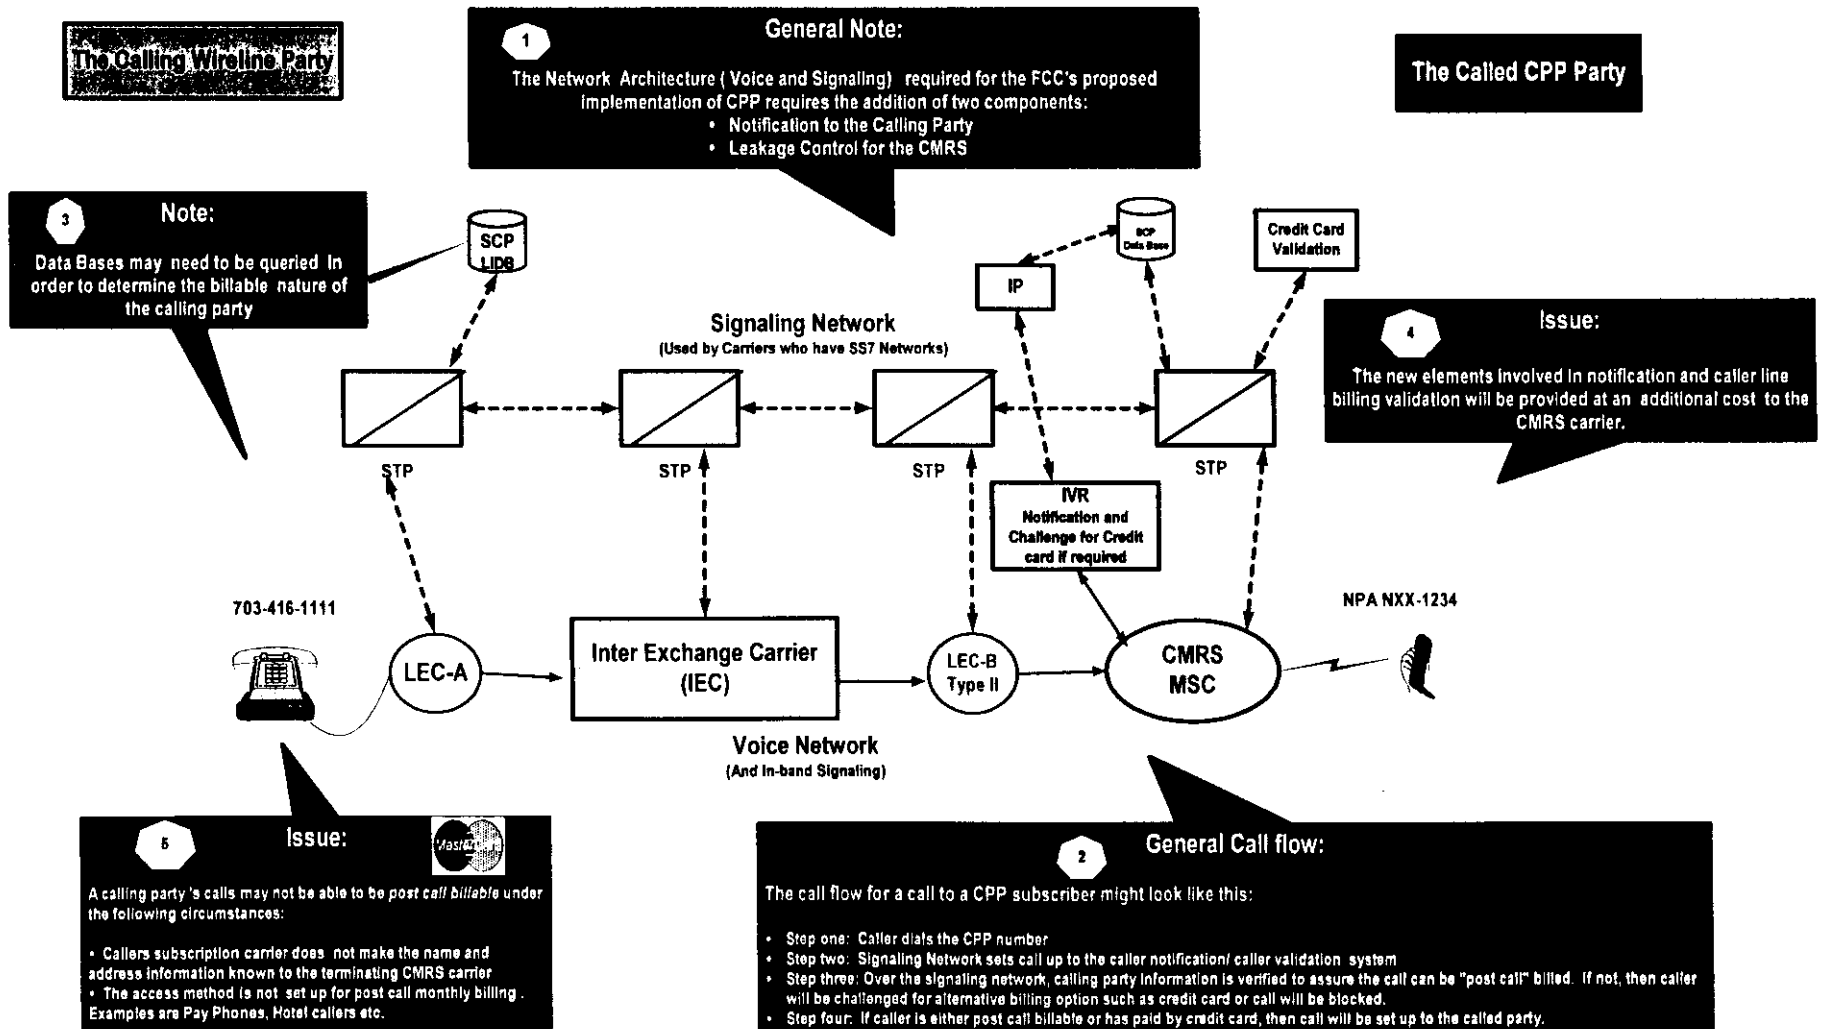 The Calling Wireline Party
1
General Note:
The Network Architecture ( Voice and Signaling) required for the FCC's proposed
implementation of CPP requires the addition of two components:
• Notification to the Calling Party
• Leakage Control for the CMRS
The Called CPP Party
3
Note:
Data Bases may need to be queried in
order to determine the billable nature of
the calling party
SCP
LIDB
SCP
Data Base
Credit Card
Validation
IP
Signaling Network
(Used by Carriers who have SS7 Networks)
4
Issue:
The new elements involved in notification and caller line
billing validation will be provided at an additional cost to the
CMRS carrier.
STP
STP
STP
STP
IVR
Notification and
Challenge for Credit
card if required
703-416-1111
NPA NXX-1234
LEC-A
Inter Exchange Carrier
(IEC)
LEC-B
Type II
CMRS
MSC
Voice Network
(And In-band Signaling)
5
Issue:
MasterCard
A calling party 's calls may not be able to be post call billable under
the following circumstances:
• Callers subscription carrier does not make the name and
address information known to the terminating CMRS carrier
• The access method is not set up for post call monthly billing .
Examples are Pay Phones, Hotel callers etc.
2
General Call flow:
The call flow for a call to a CPP subscriber might look like this:
• Step one: Caller dials the CPP number
• Step two: Signaling Network sets call up to the caller notification/ caller validation system
• Step three: Over the signaling network, calling party information is verified to assure the call can be "post call" billed. If not, then caller
will be challenged for alternative billing option such as credit card or call will be blocked.
• Step four: If caller is either post call billable or has paid by credit card, then call will be set up to the called party.